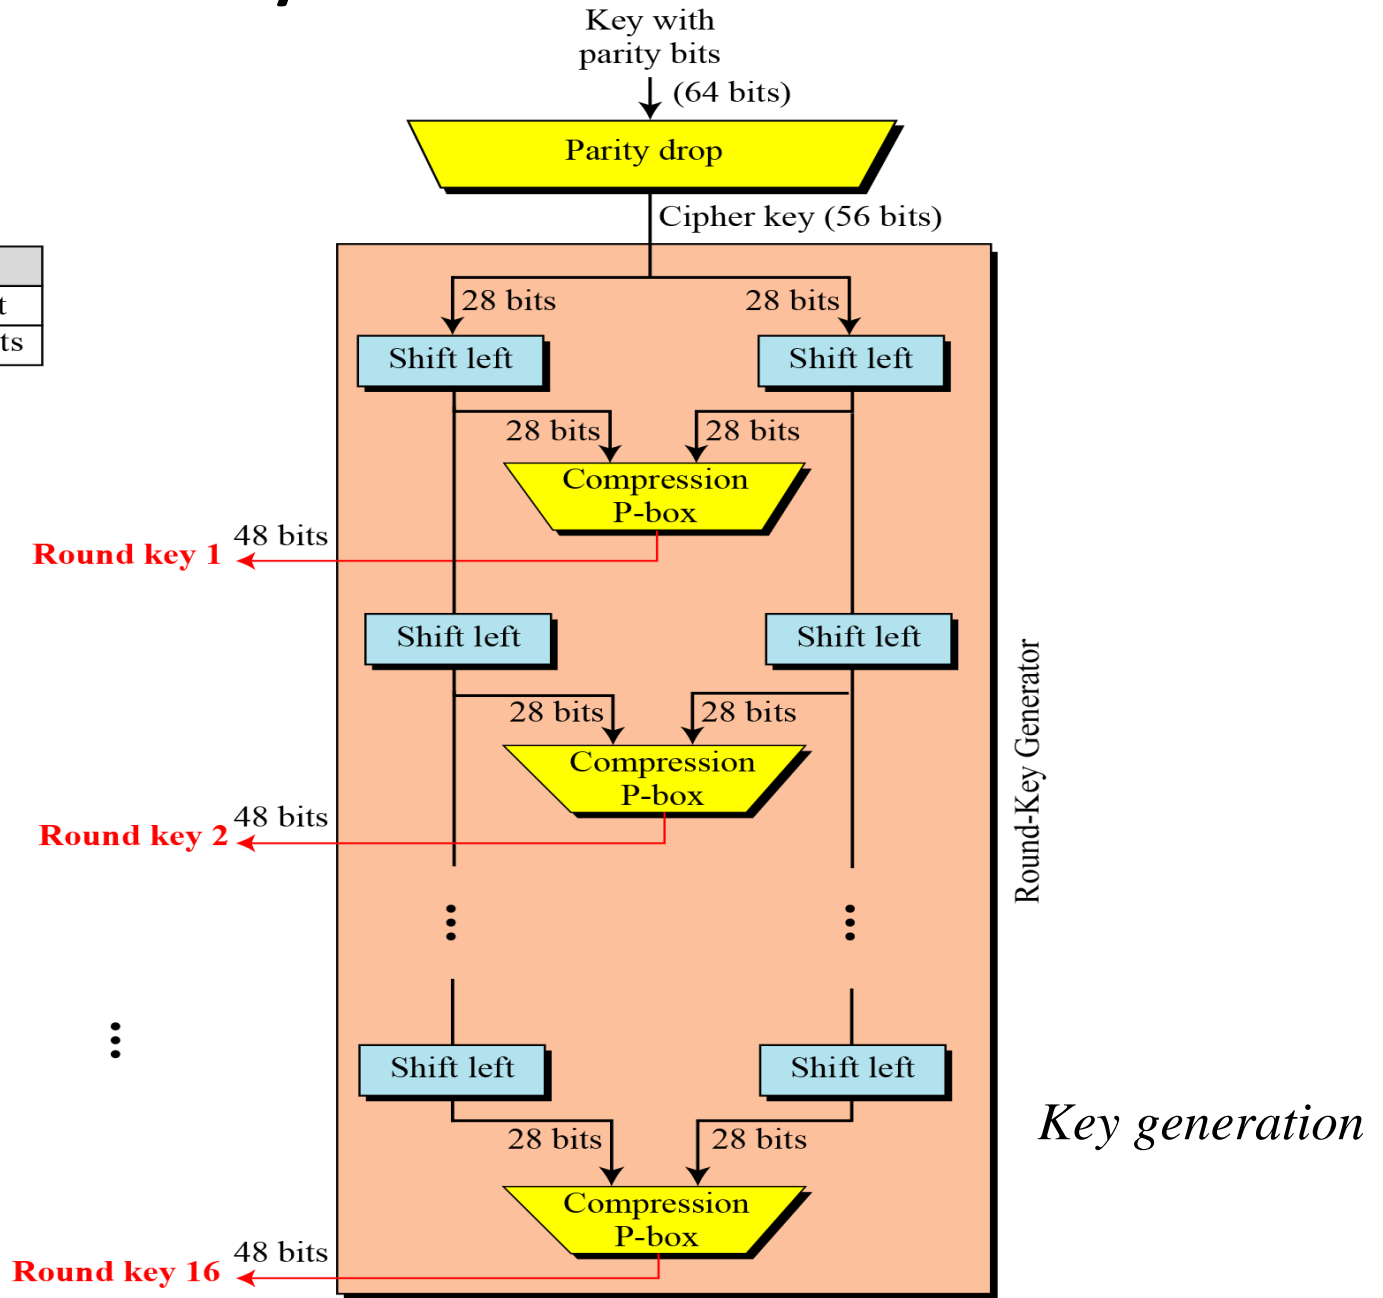 Key with
parity bits
(64 bits)
Parity drop
Cipher key (56 bits)
28 bits
28 bits
Shift left
Shift left
28 bits
28 bits
Compression
P-box
48 bits
Round key 1
Shift left
Shift left
28 bits
28 bits
Compression
P-box
48 bits
Round key 2
Round-Key Generator
Shift left
Shift left
28 bits
28 bits
Key generation
Compression
P-box
48 bits
Round key 16